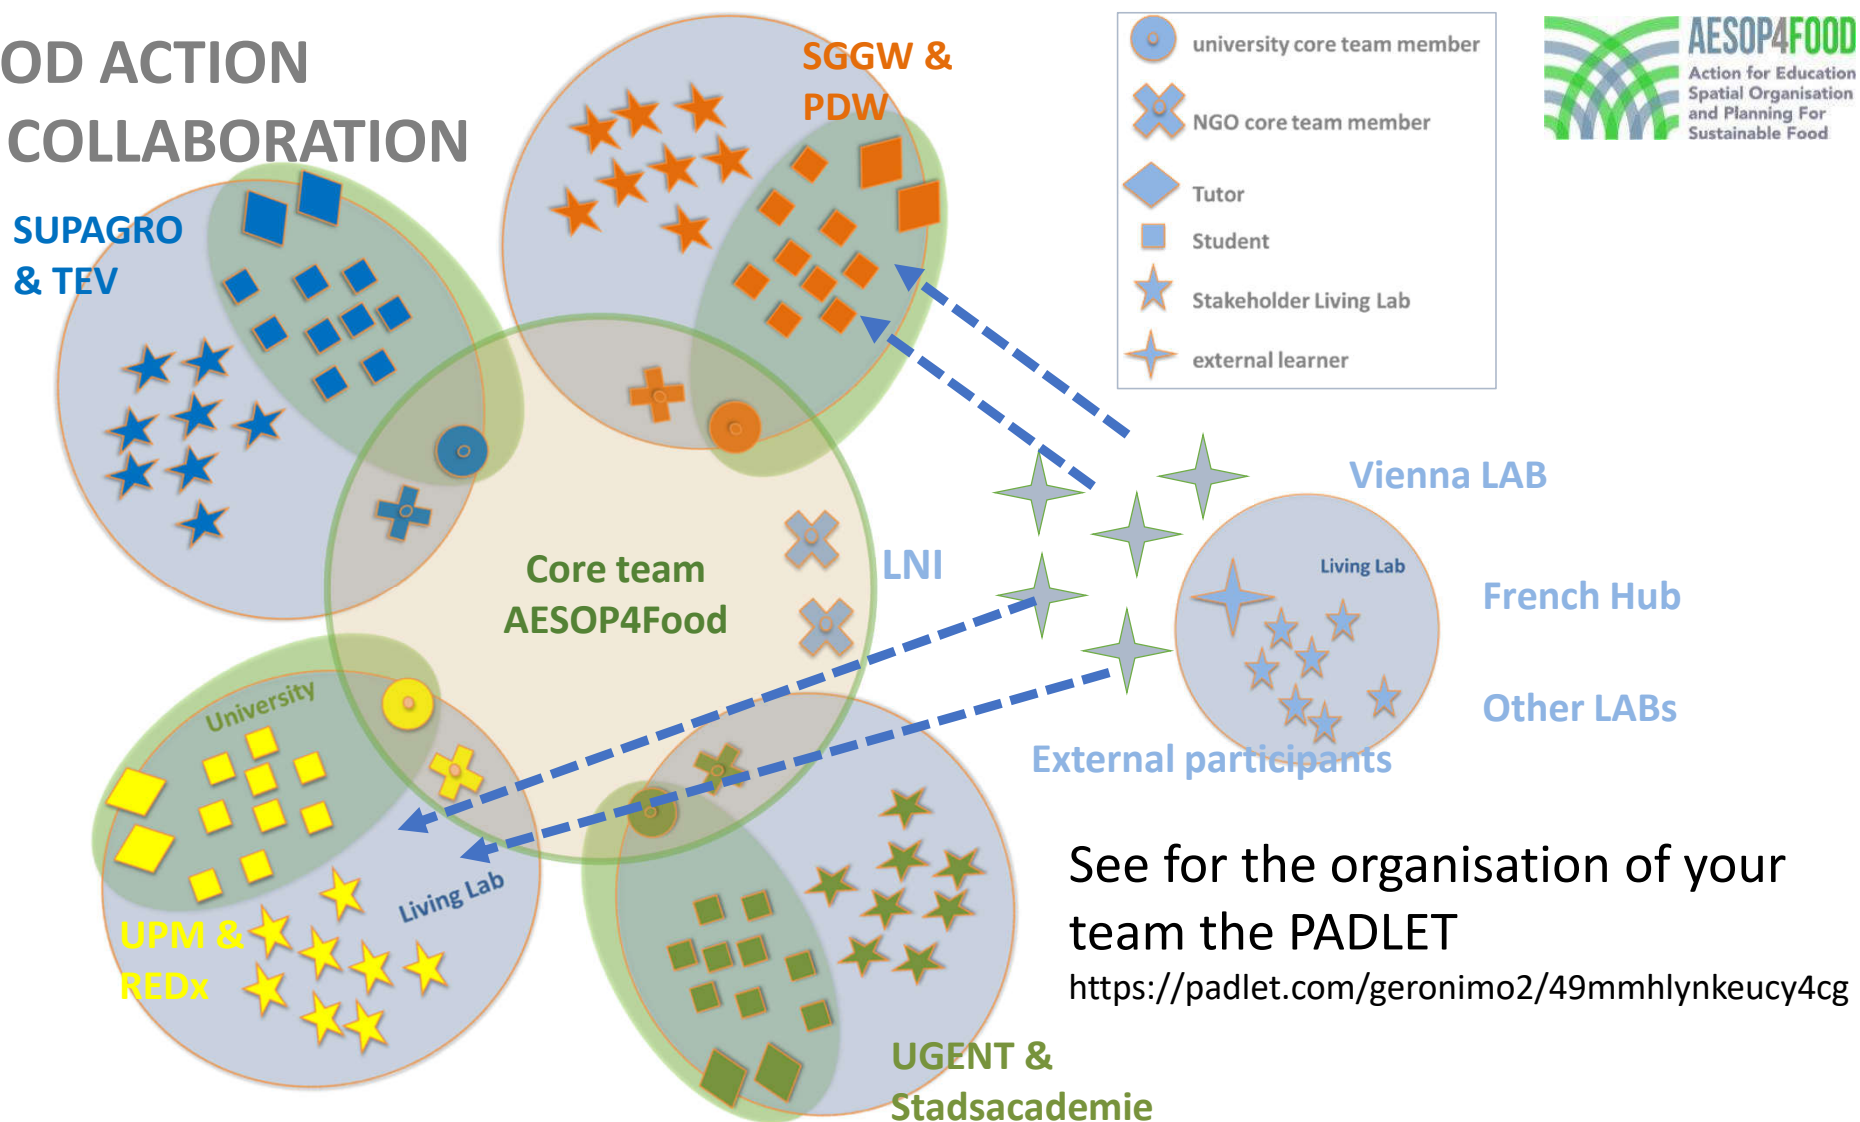 OD ACTION
COLLABORATION
SGGW &
PDW
university core team member
NGO core team member
Tutor
Student
Stakeholder Living Lab
external learner
AESOP4FOOD
Action for Education
Spatial Organisation
and Planning For
Sustainable Food
SUPAGRO
& TEV
Core team
AESOP4Food
LNI
Vienna LAB
Living Lab
French Hub
Other LABs
External participants
University
Living Lab
UPM &
REDx
See for the organisation of your
team the PADLET
https://padlet.com/geronimo2/49mmhlynkeucy4cg
UGENT &
Stadsacademie